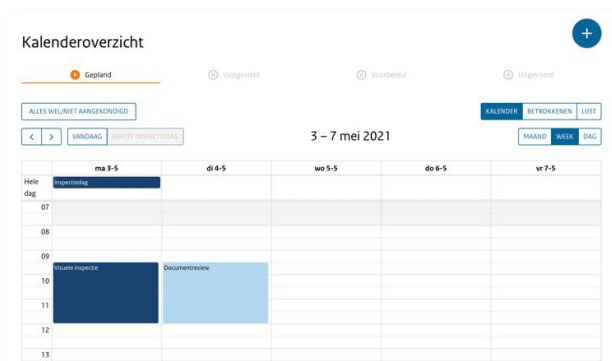 Kalenderoverzicht
+
Gepland Vastgesteld Voorbereid Uitgevoerd
ALLES WEL/NIET AANGEKONDIGD KALENDER BETROKKENEN LIJST
< > VANDAAG EERSTE INSPECTIEDAG 3 – 7 mei 2021 MAAND WEEK DAG
ma 3-5 di 4-5 wo 5-5 do 6-5 vr 7-5
Hele dag Inspectiedag
07
08
09
Visuele inspectie Documentreview
10
11
12
13